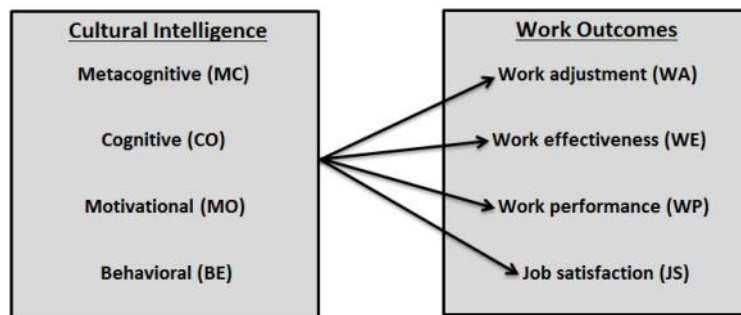 Cultural Intelligence
Metacognitive (MC)
Cognitive (CO)
Motivational (MO)
Behavioral (BE)
Work Outcomes
Work adjustment (WA)
Work effectiveness (WE)
Work performance (WP)
Job satisfaction (JS)